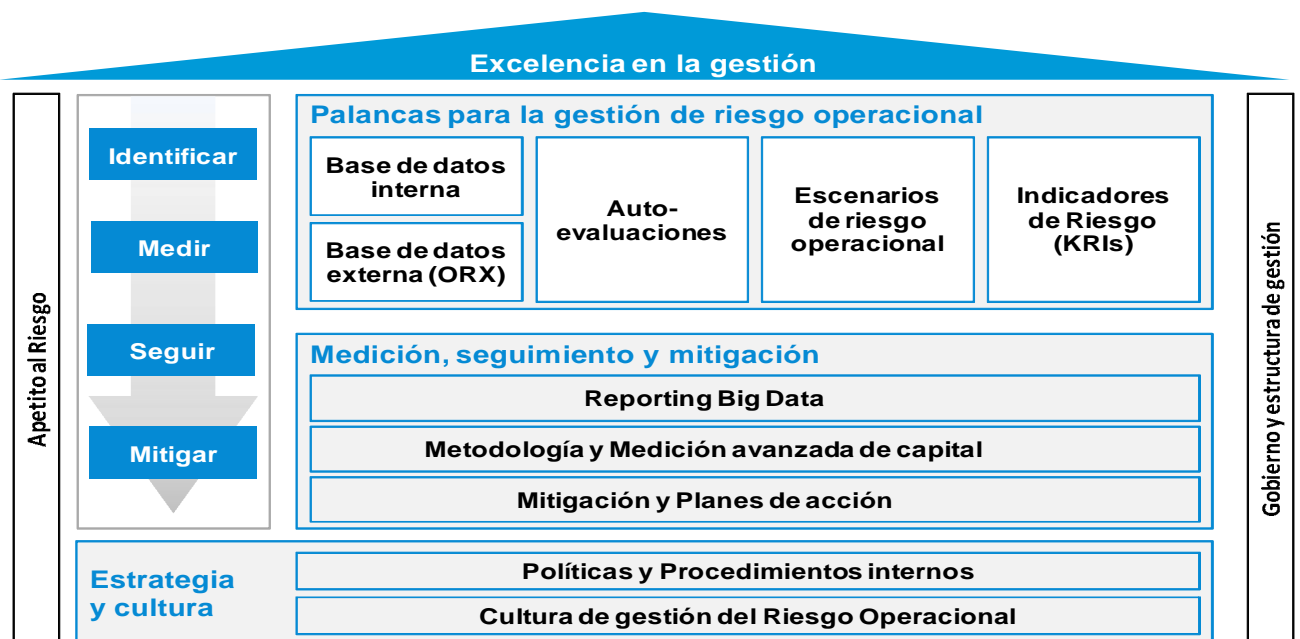 Excelencia en la gestión
Apetito al Riesgo
Identificar
Medir
Seguir
Mitigar
Palancas para la gestión de riesgo operacional
Base de datos
interna
Base de datos
externa (ORX)
Auto-
evaluaciones
Escenarios
de riesgo
operacional
Indicadores
de Riesgo
(KRIs)
Medición, seguimiento y mitigación
Reporting Big Data
Metodología y Medición avanzada de capital
Mitigación y Planes de acción
Estrategia
y cultura
Políticas y Procedimientos internos
Cultura de gestión del Riesgo Operacional
Gobierno y estructura de gestión